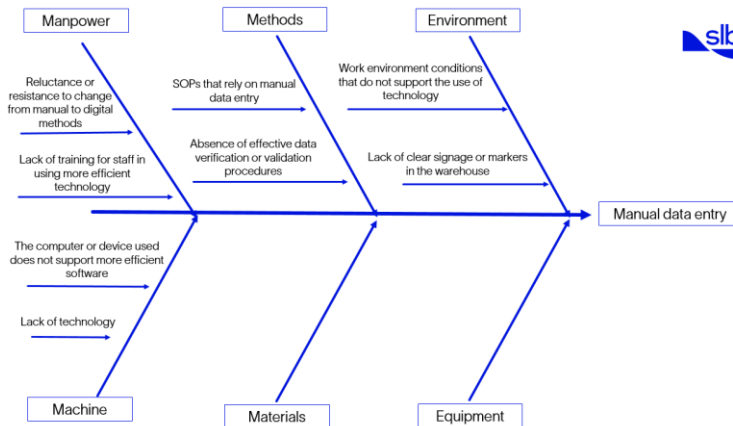 Manpower
Methods
Environment
slb
Reluctance or
resistance to change
from manual to digital
methods
SOPs that rely on manual
data entry
Work environment conditions
that do not support the use of
technology
Lack of training for staff in
using more efficient
technology
Absence of effective data
verification or validation
procedures
Lack of clear signage or markers
in the warehouse
Manual data entry
The computer or device used
does not support more efficient
software
Lack of technology
Machine
Materials
Equipment